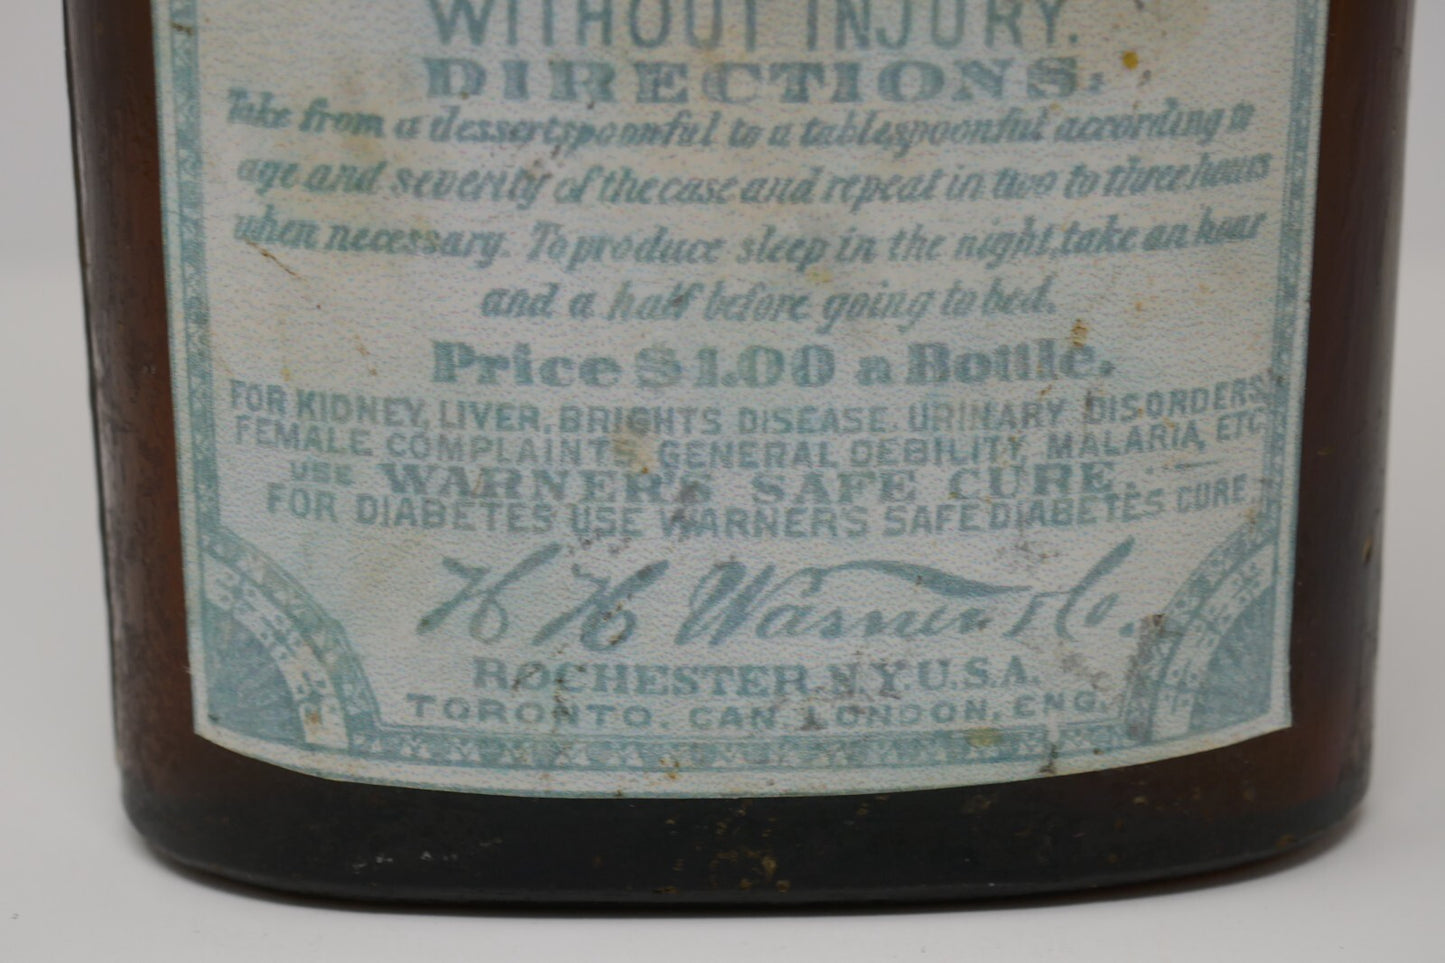 WITHOUT INJURY.
DIRECTIONS.
Take from a dessertspoonful to a tablespoonful according to
age and severity of the case and repeat in two to three hours
when necessary. To produce sleep in the night, take an hour
and a half before going to bed.
Price $1.00 a Bottle.
FOR KIDNEY, LIVER, BRIGHTS DISEASE, URINARY DISORDERS,
FEMALE COMPLAINTS, GENERAL DEBILITY, MALARIA, ETC
USE WARNER'S SAFE CURE.
FOR DIABETES USE WARNER'S SAFE DIABETES CURE.
H H Warner & Co.
ROCHESTER N.Y. U.S.A.
TORONTO. CAN. LONDON, ENG.